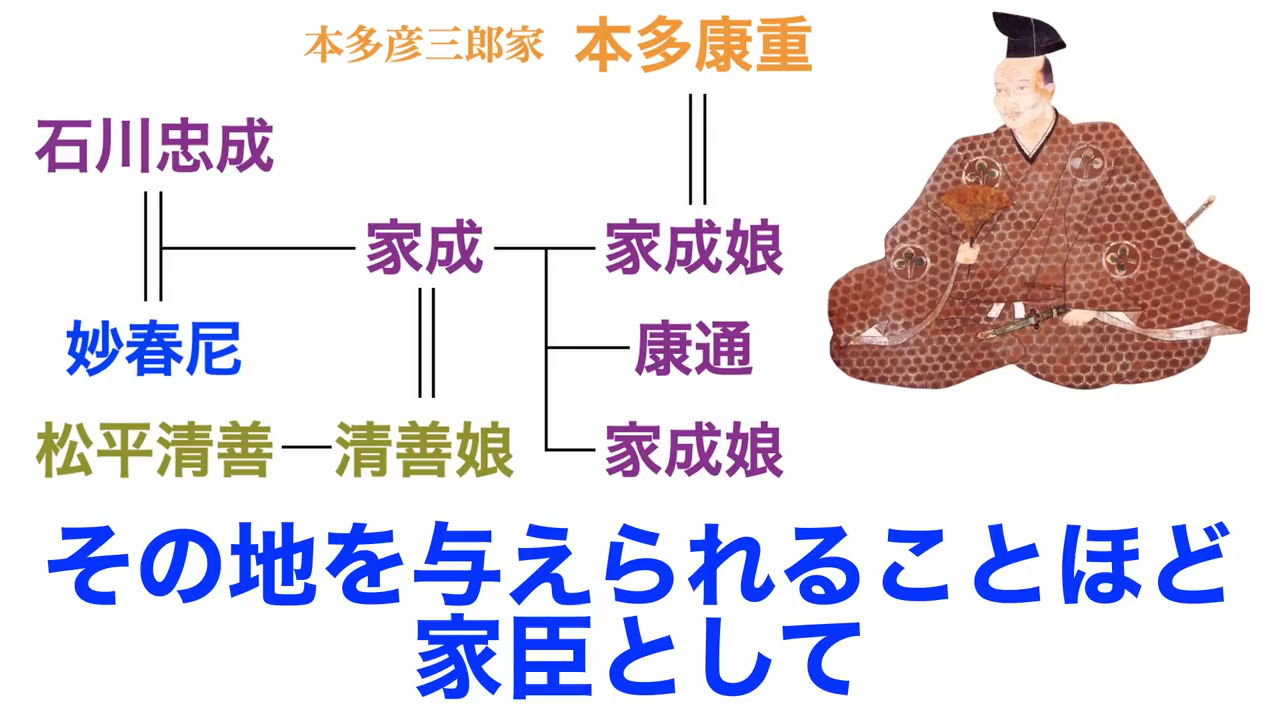 本多彦三郎家 本多康重
石川忠成
家成 家成娘
妙春尼 康通
松平清善 清善娘 家成娘
その地を与えられることほど
家臣として